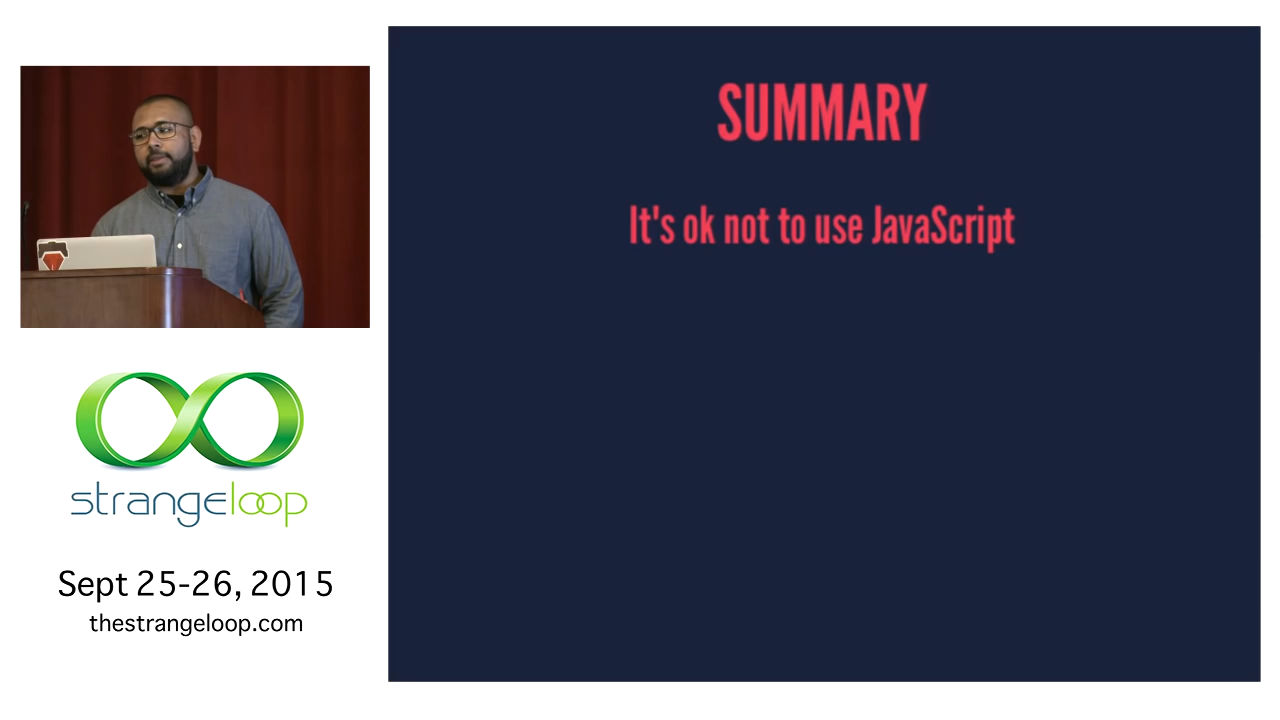 SUMMARY
It's ok not to use JavaScript
strangeloop
Sept 25-26, 2015
thestrangeloop.com